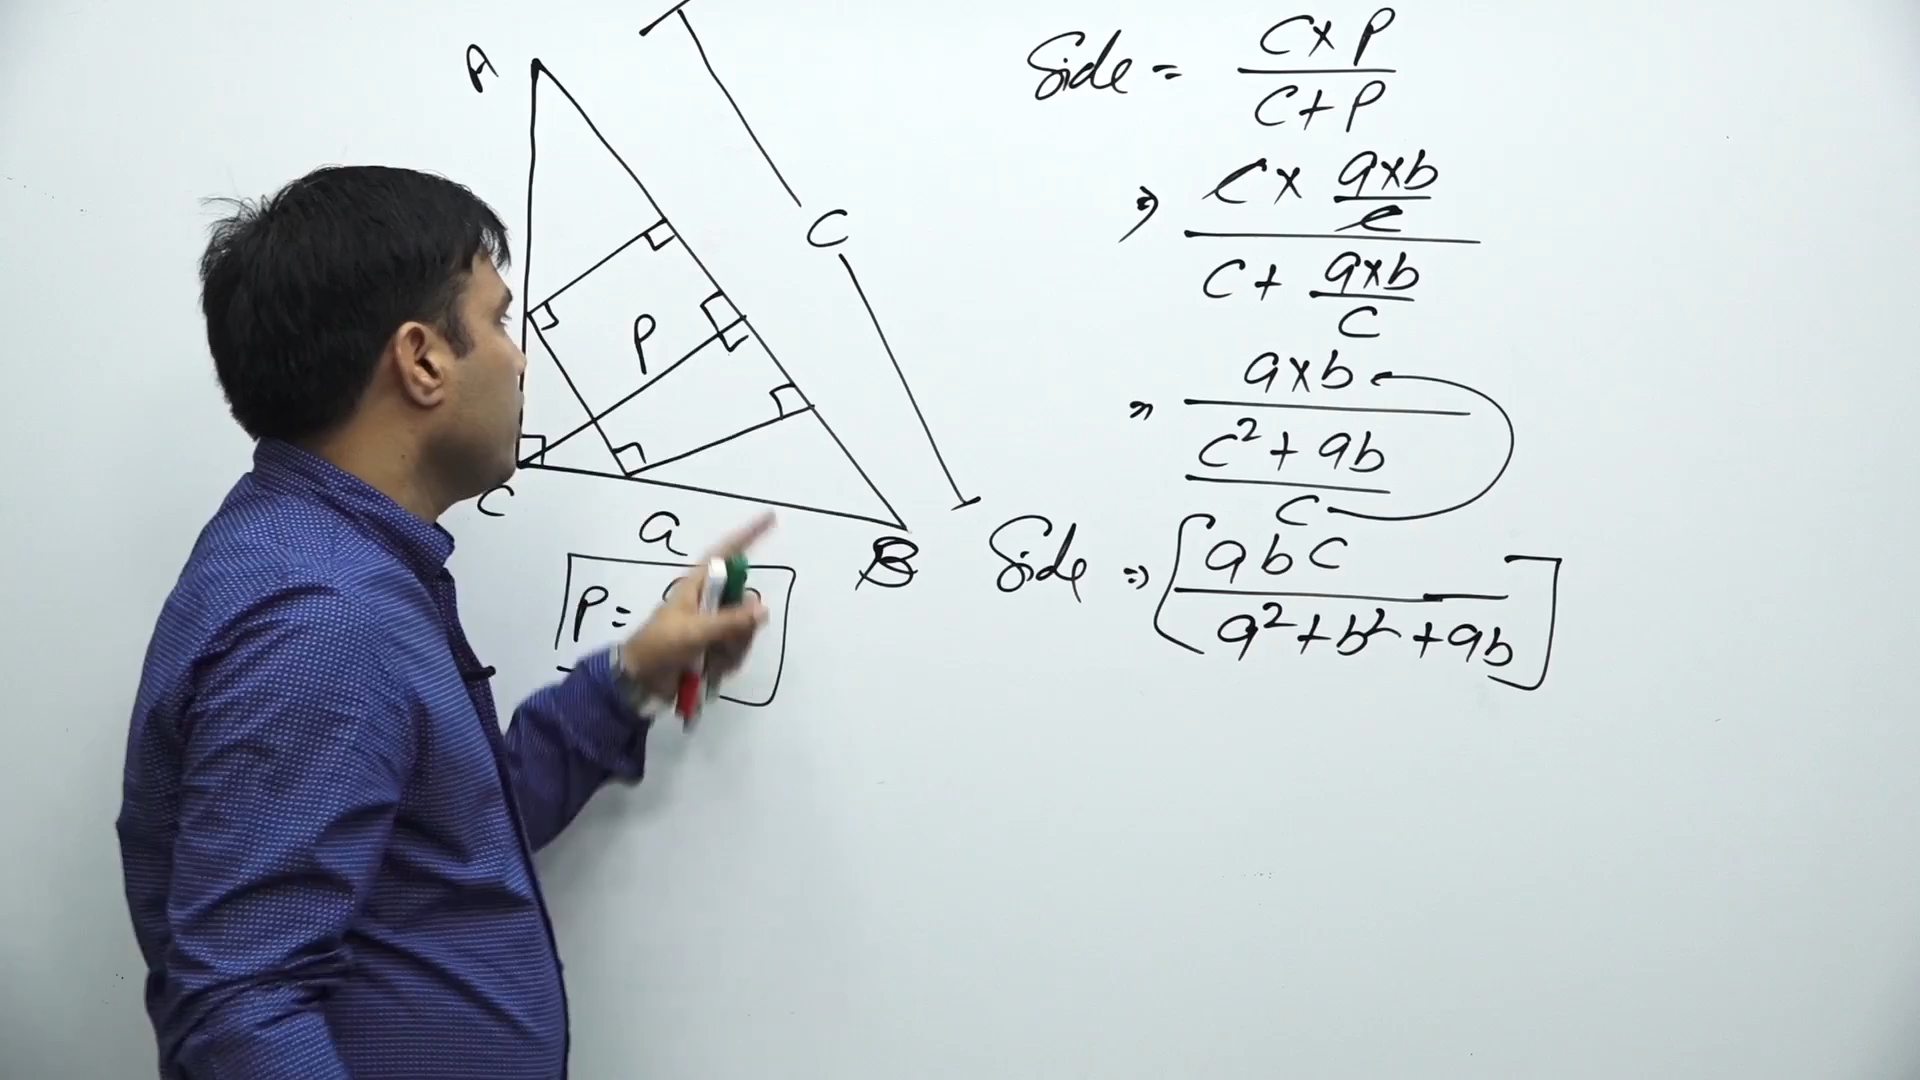 A
C
P
C
a
B
P =
Side = C × P / C + P
⇒ C × a×b/C / C + a×b/C
= a×b / c² + ab / c
Side ⇒ [abc / a² + b² + ab]